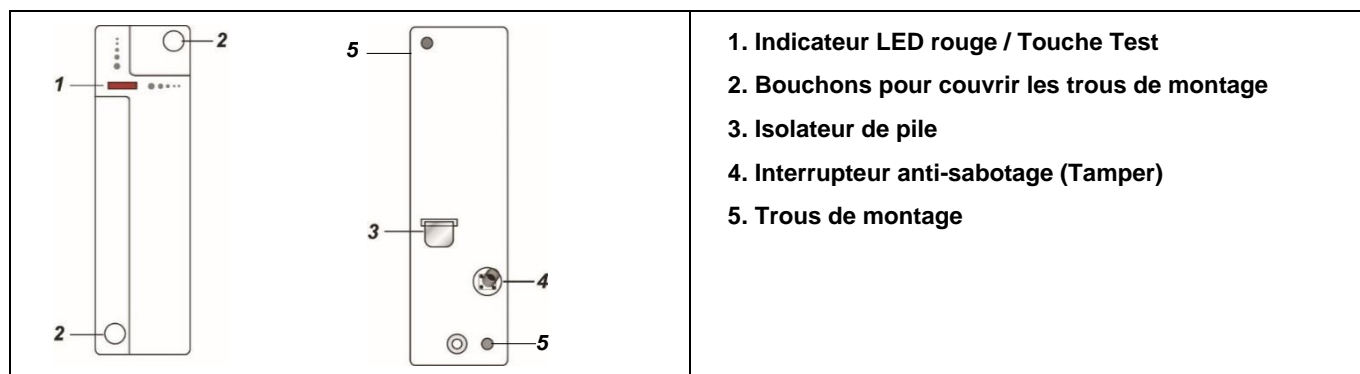 2
1
2
5
3
4
5
1. Indicateur LED rouge / Touche Test
2. Bouchons pour couvrir les trous de montage
3. Isolateur de pile
4. Interrupteur anti-sabotage (Tamper)
5. Trous de montage